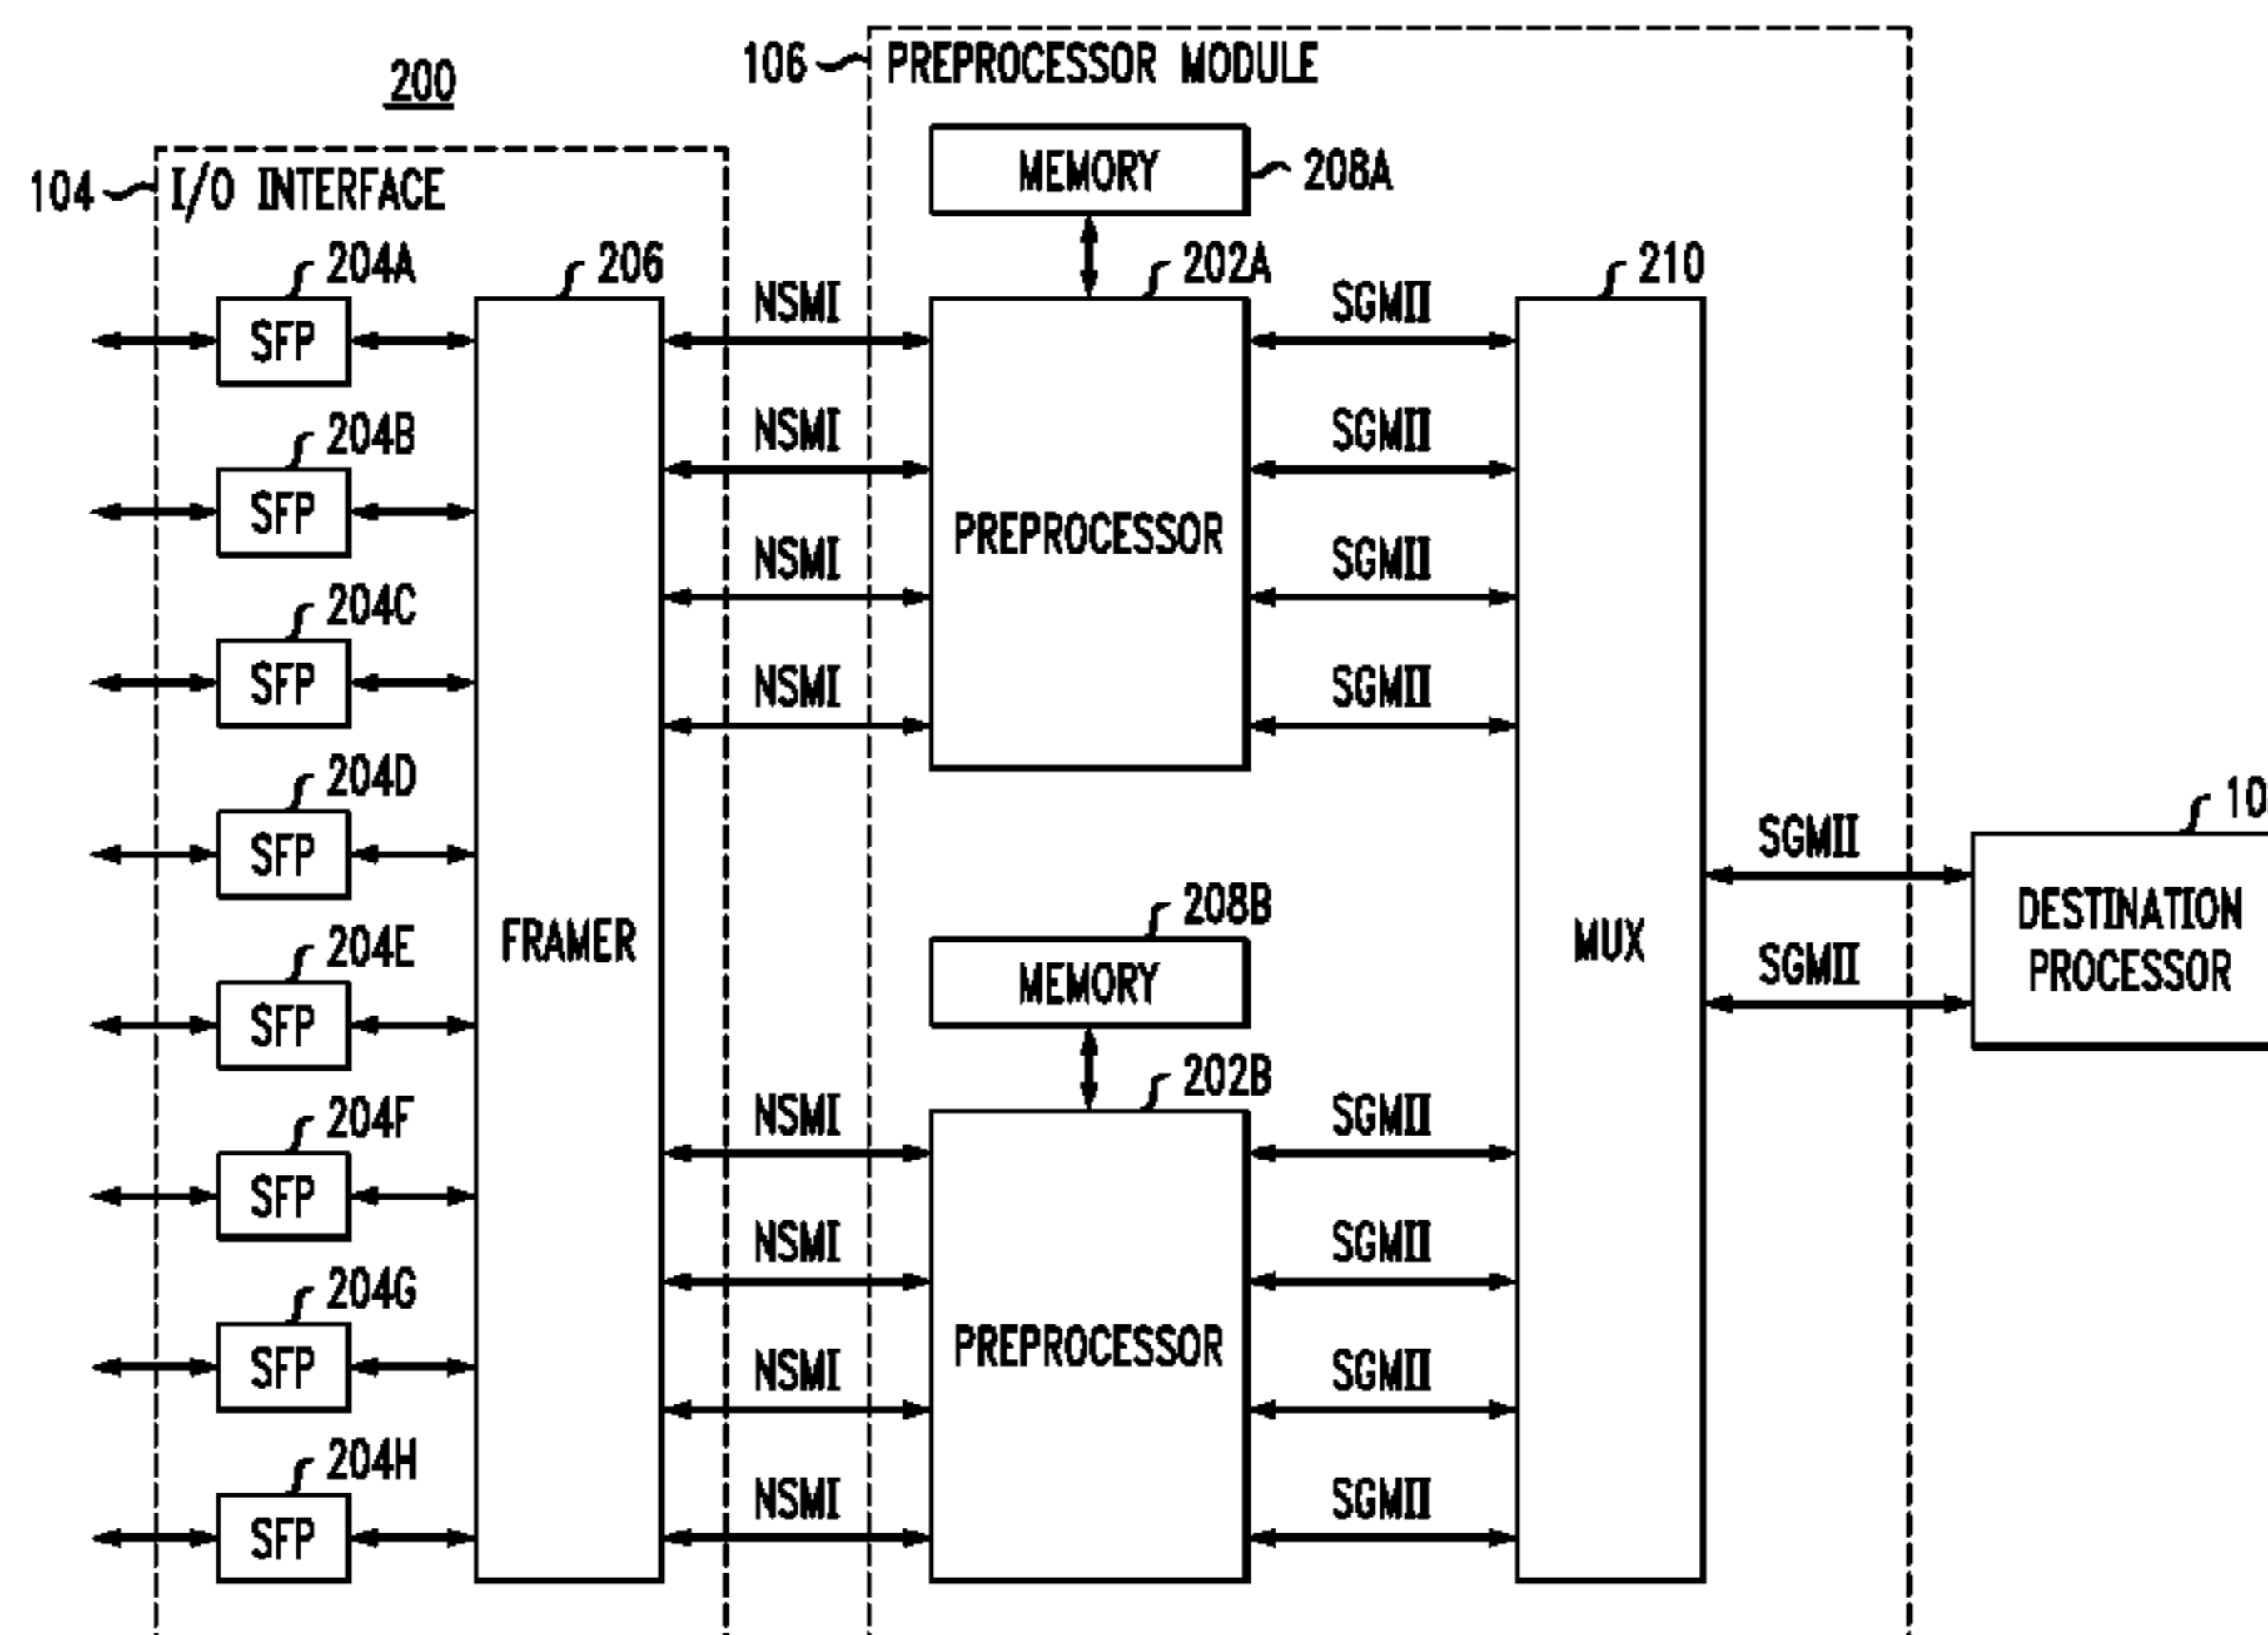 200
106
PREPROCESSOR MODULE
104
I/O INTERFACE
MEMORY
208A
204A
206
202A
210
SFP
NSMI
SGMII
204B
NSMI
SGMII
SFP
PREPROCESSOR
204C
NSMI
SGMII
SFP
NSMI
SGMII
204D
SFP
SGMII
10
DESTINATION
PROCESSOR
204E
FRAMER
208B
MEMORY
MUX
SGMII
SFP
202B
204F
NSMI
SGMII
SFP
NSMI
SGMII
204G
PREPROCESSOR
SFP
NSMI
SGMII
204H
NSMI
SGMII
SFP